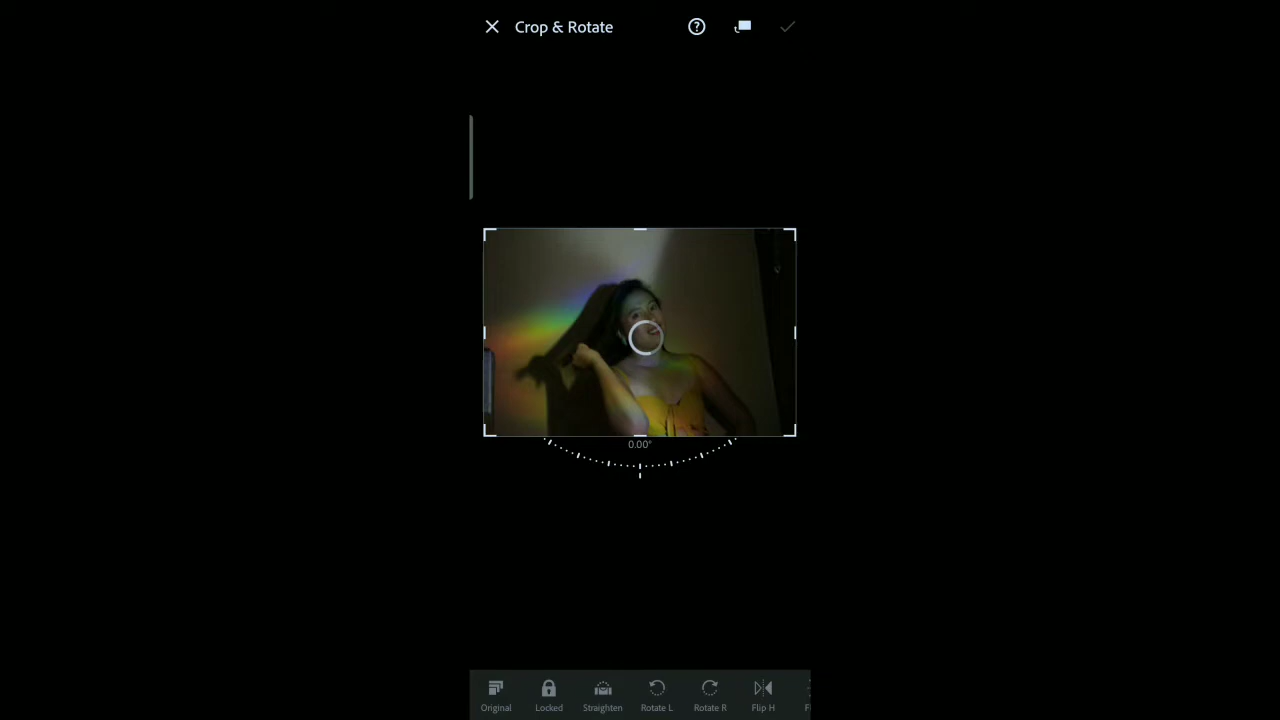 Crop & Rotate
0.00°
Original Locked Straighten Rotate L Rotate R Flip H